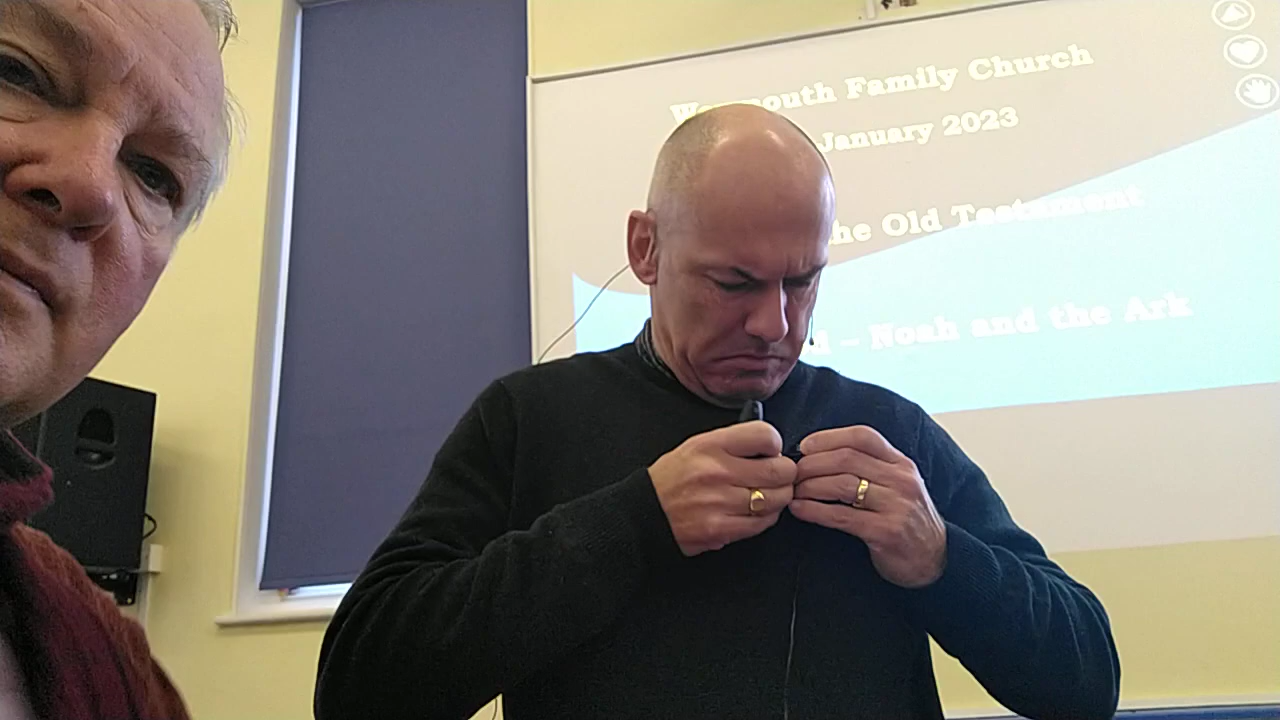 Family Church
January 2023
the Old Testament
– Noah and the Ark